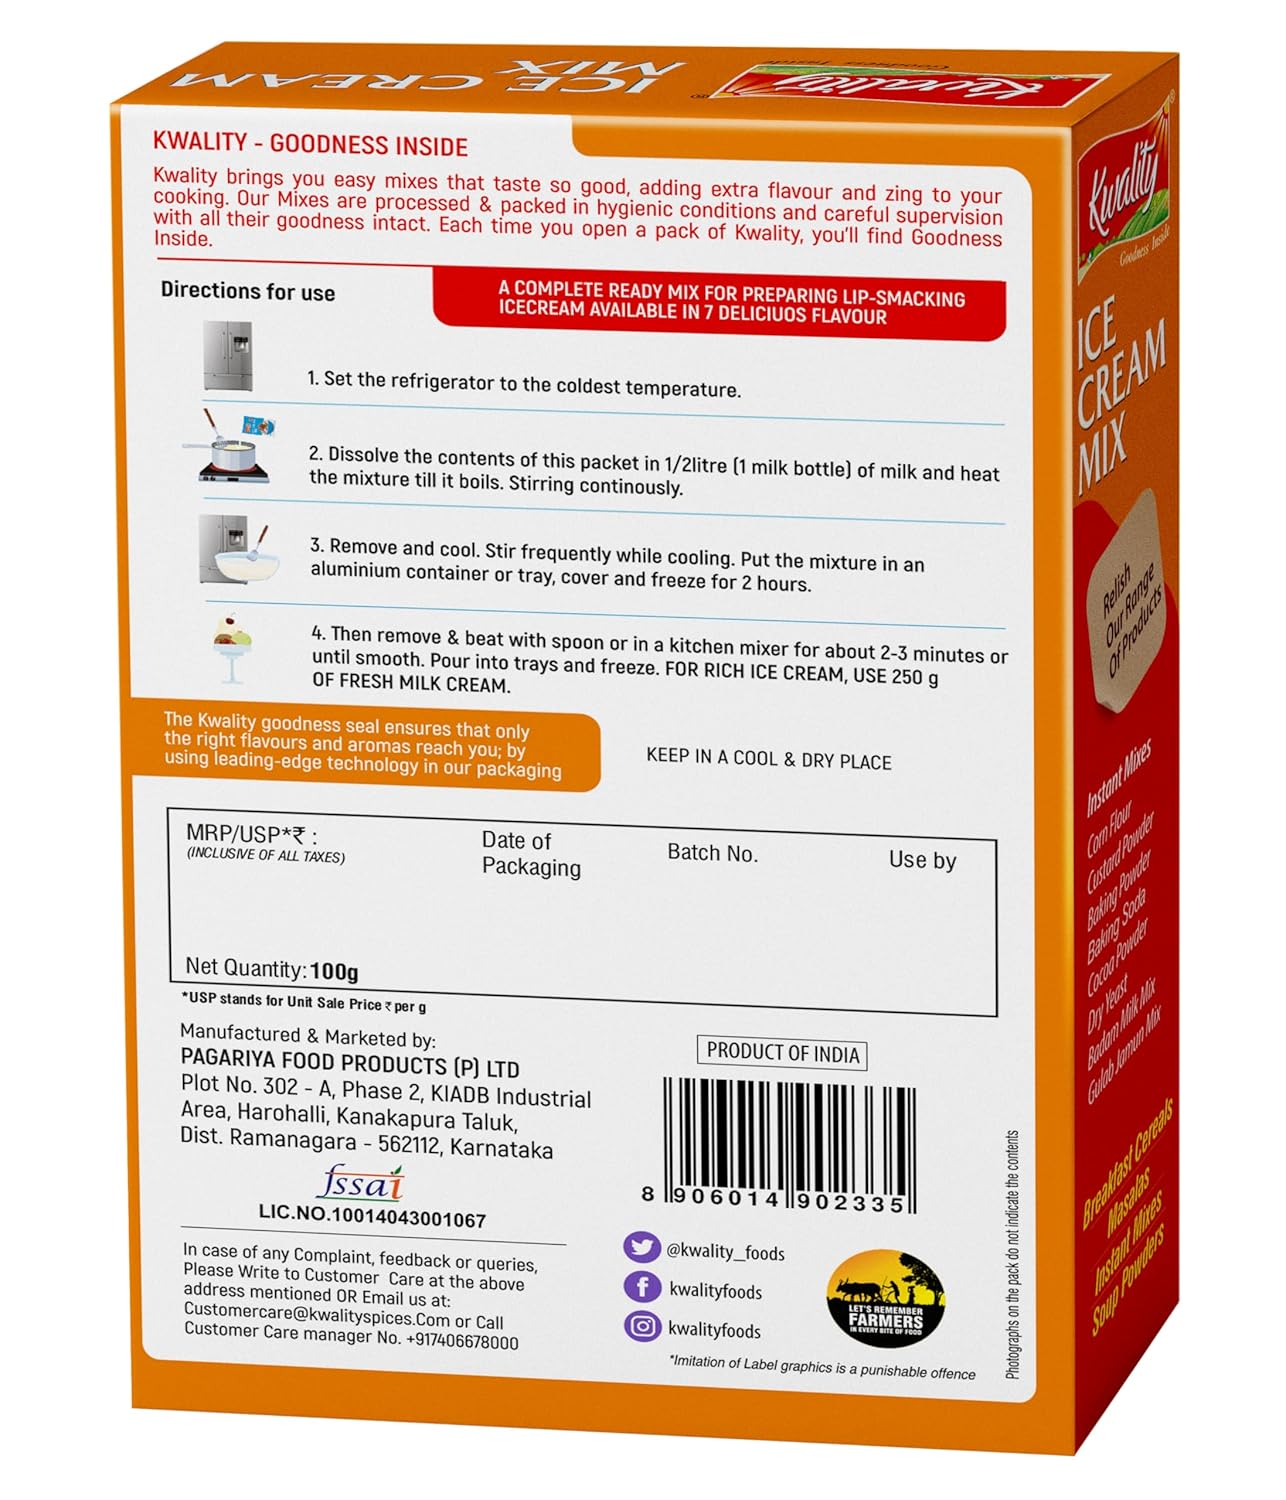 ICE CREAM
MIX
Kwality
Goodness Inside
®
KWALITY - GOODNESS INSIDE
Kwality brings you easy mixes that taste so good, adding extra flavour and zing to your
cooking. Our Mixes are processed & packed in hygienic conditions and careful supervision
with all their goodness intact. Each time you open a pack of Kwality, you'll find Goodness
Inside.
Directions for use
A COMPLETE READY MIX FOR PREPARING LIP-SMACKING
ICECREAM AVAILABLE IN 7 DELICIUOS FLAVOUR
1. Set the refrigerator to the coldest temperature.
2. Dissolve the contents of this packet in 1/2litre (1 milk bottle) of milk and heat
the mixture till it boils. Stirring continously.
3. Remove and cool. Stir frequently while cooling. Put the mixture in an
aluminium container or tray, cover and freeze for 2 hours.
4. Then remove & beat with spoon or in a kitchen mixer for about 2-3 minutes or
until smooth. Pour into trays and freeze. FOR RICH ICE CREAM, USE 250 g
OF FRESH MILK CREAM.
The Kwality goodness seal ensures that only
the right flavours and aromas reach you; by
using leading-edge technology in our packaging
KEEP IN A COOL & DRY PLACE
MRP/USP*₹ :
(INCLUSIVE OF ALL TAXES)
Date of
Packaging
Batch No.
Use by
Net Quantity: 100g
*USP stands for Unit Sale Price ₹ per g
Manufactured & Marketed by:
PAGARIYA FOOD PRODUCTS (P) LTD
Plot No. 302 - A, Phase 2, KIADB Industrial
Area, Harohalli, Kanakapura Taluk,
Dist. Ramanagara - 562112, Karnataka
fssai
LIC.NO.10014043001067
In case of any Complaint, feedback or queries,
Please Write to Customer Care at the above
address mentioned OR Email us at:
Customercare@kwalityspices.Com or Call
Customer Care manager No. +917406678000
PRODUCT OF INDIA
8 906014 902335
@kwality_foods
kwalityfoods
kwalityfoods
LET'S REMEMBER
FARMERS
IN EVERY BITE OF FOOD
*Imitation of Label graphics is a punishable offence
Photographs on the pack do not indicate the contents
Kwality
®
Goodness Inside
ICE
CREAM
MIX
Relish
Our Range
Of Products
Instant Mixes
Corn Flour
Custard Powder
Baking Powder
Baking Soda
Cocoa Powder
Dry Yeast
Badam Milk Mix
Gulab Jamun Mix
Breakfast Cereals
Masalas
Instant Mixes
Soup Powders